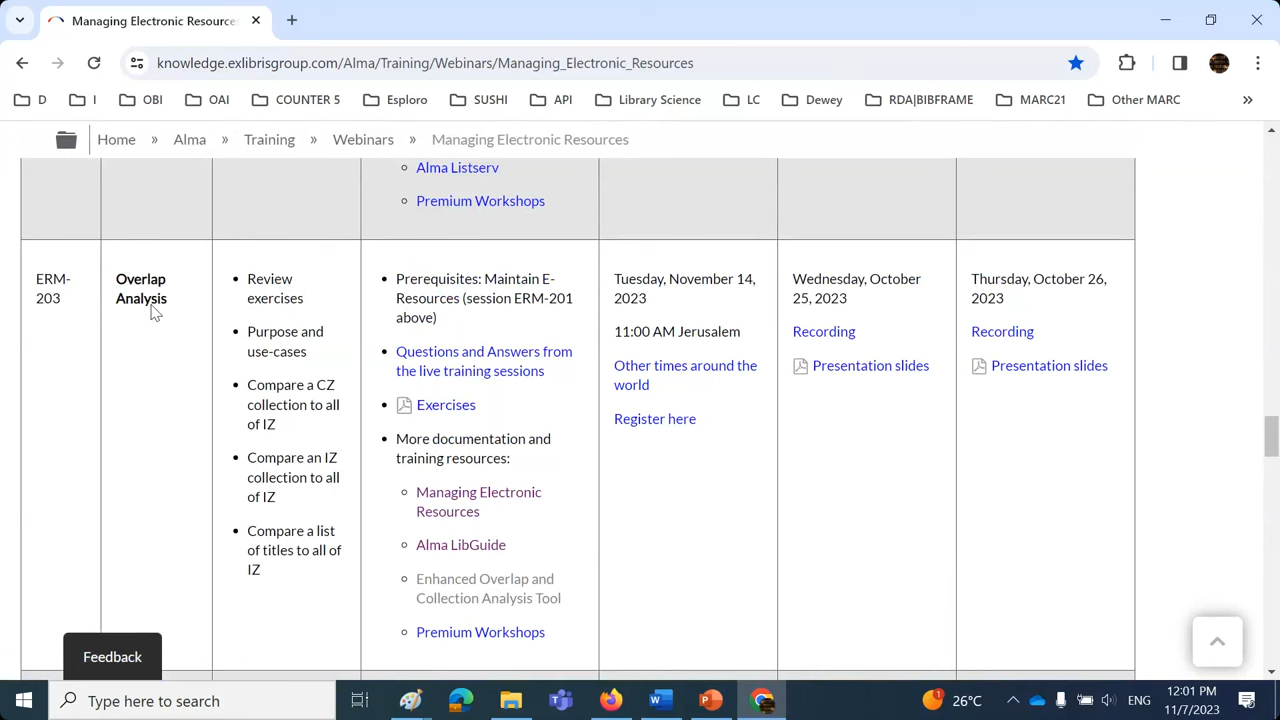 Managing Electronic Resources
knowledge.exlibrisgroup.com/Alma/Training/Webinars/Managing_Electronic_Resources
D I OBI OAI COUNTER 5 Esploro SUSHI API Library Science LC Dewey RDA|BIBFRAME MARC21 Other MARC »
Home » Alma » Training » Webinars » Managing Electronic Resources
Alma Listserv
Premium Workshops
ERM-
203
Overlap
Analysis
Review
exercises
Purpose and
use-cases
Compare a CZ
collection to all
of IZ
Compare an IZ
collection to all
of IZ
Compare a list
of titles to all of
IZ
Prerequisites: Maintain E-
Resources (session ERM-201
above)
Questions and Answers from
the live training sessions
Exercises
More documentation and
training resources:
Managing Electronic
Resources
Alma LibGuide
Enhanced Overlap and
Collection Analysis Tool
Premium Workshops
Tuesday, November 14,
2023
11:00 AM Jerusalem
Other times around the
world
Register here
Wednesday, October
25, 2023
Recording
Presentation slides
Thursday, October 26,
2023
Recording
Presentation slides
Feedback
Type here to search
1
26°C
ENG
12:01 PM
11/7/2023